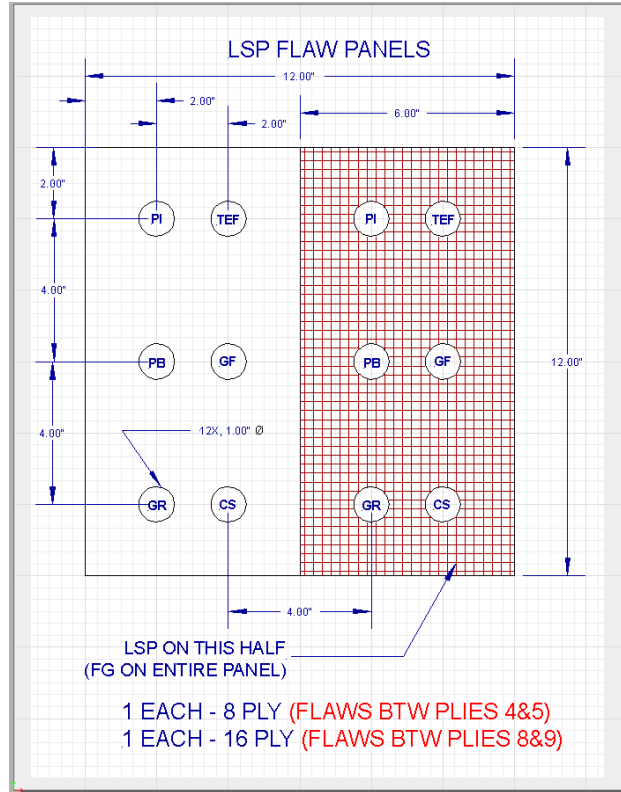 LSP FLAW PANELS
12.00"
2.00"
6.00"
2.00"
2.00"
PI TEF PI TEF
4.00"
PB GF PB GF
12.00"
4.00"
12X, 1.00" Ø
GR CS GR CS
4.00"
LSP ON THIS HALF
(FG ON ENTIRE PANEL)
1 EACH - 8 PLY (FLAWS BTW PLIES 4&5)
1 EACH - 16 PLY (FLAWS BTW PLIES 8&9)